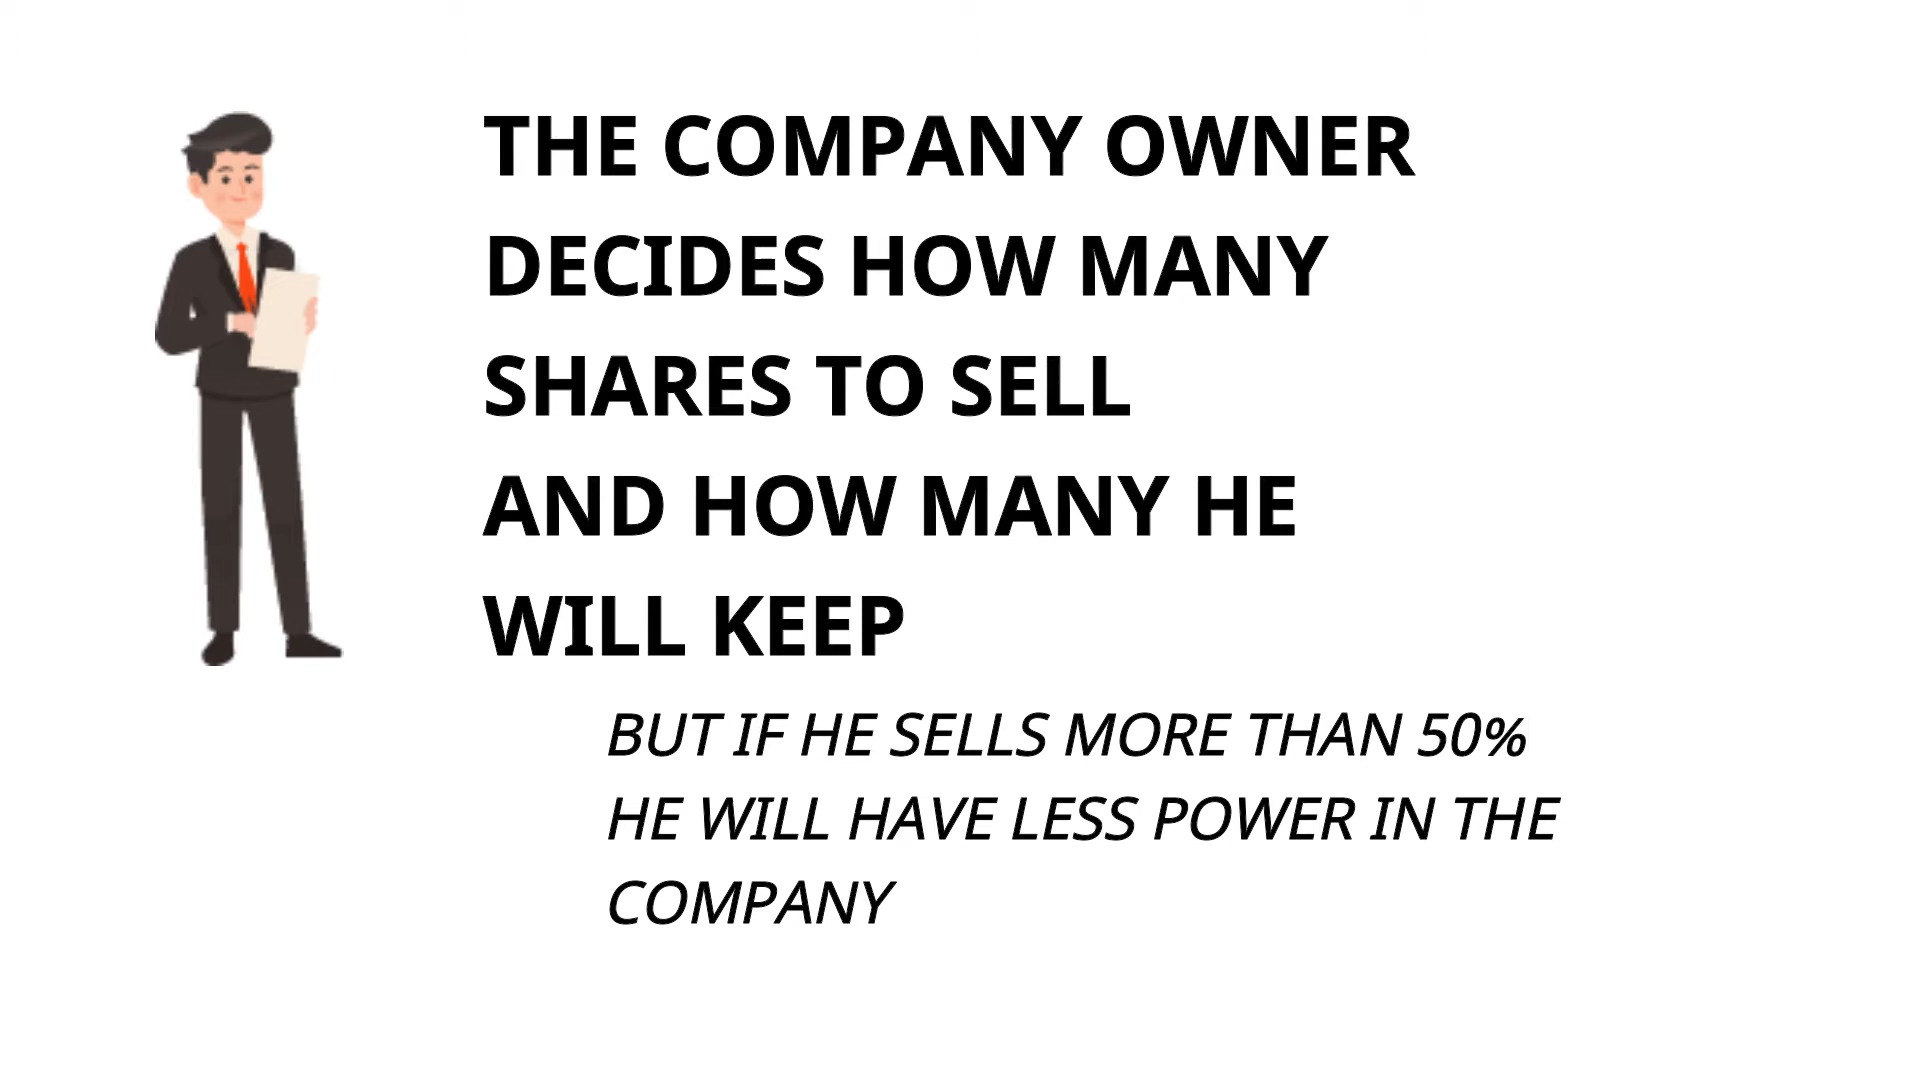 THE COMPANY OWNER
DECIDES HOW MANY
SHARES TO SELL
AND HOW MANY HE
WILL KEEP
BUT IF HE SELLS MORE THAN 50%
HE WILL HAVE LESS POWER IN THE
COMPANY